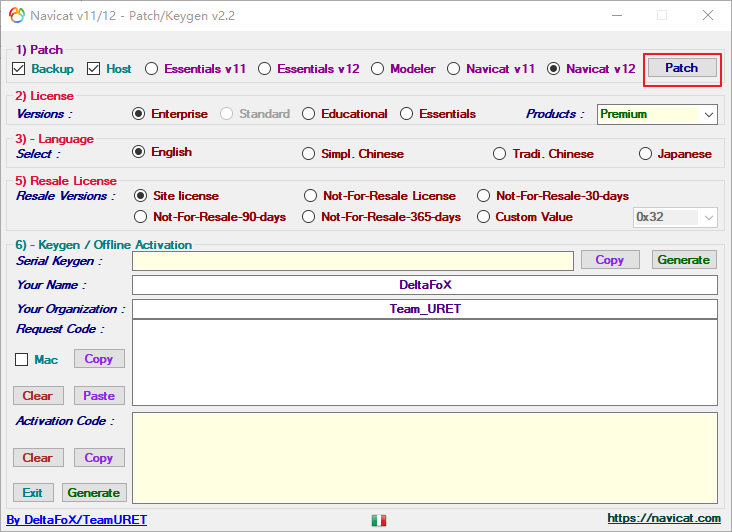 Navicat v11/12 - Patch/Keygen v2.2
1) Patch
Backup Host Essentials v11 Essentials v12 Modeler Navicat v11 Navicat v12 Patch
2) License
Versions : Enterprise Standard Educational Essentials Products : Premium
3) - Language
Select : English Simpl. Chinese Tradi. Chinese Japanese
5) Resale License
Resale Versions : Site license Not-For-Resale License Not-For-Resale-30-days
Not-For-Resale-90-days Not-For-Resale-365-days Custom Value 0x32
6) - Keygen / Offline Activation
Serial Keygen : Copy Generate
Your Name : DeltaFoX
Your Organization : Team_URET
Request Code :
Mac Copy
Clear Paste
Activation Code :
Clear Copy
Exit Generate
By DeltaFoX/TeamURET https://navicat.com